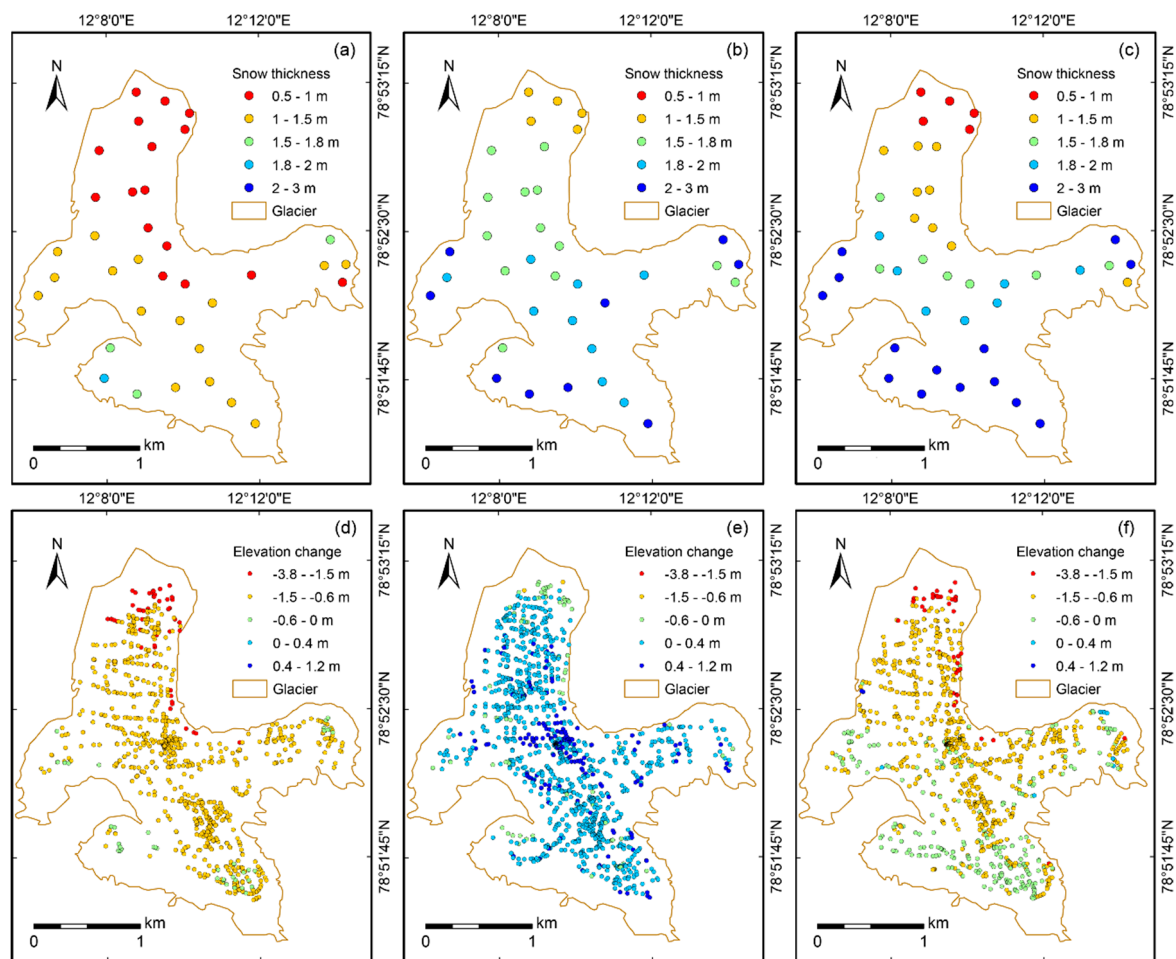 12°8'0"E 12°12'0"E 12°8'0"E 12°12'0"E 12°8'0"E 12°12'0"E
(a)
N
Snow thickness
0.5 - 1 m
1 - 1.5 m
1.5 - 1.8 m
1.8 - 2 m
2 - 3 m
Glacier
km
0 1
78°53'15"N
78°52'30"N
78°51'45"N
(b)
N
Snow thickness
0.5 - 1 m
1 - 1.5 m
1.5 - 1.8 m
1.8 - 2 m
2 - 3 m
Glacier
km
0 1
78°53'15"N
78°52'30"N
78°51'45"N
(c)
N
Snow thickness
0.5 - 1 m
1 - 1.5 m
1.5 - 1.8 m
1.8 - 2 m
2 - 3 m
Glacier
km
0 1
78°53'15"N
78°52'30"N
78°51'45"N
12°8'0"E 12°12'0"E 12°8'0"E 12°12'0"E 12°8'0"E 12°12'0"E
(d)
N
Elevation change
-3.8 - -1.5 m
-1.5 - -0.6 m
-0.6 - 0 m
0 - 0.4 m
0.4 - 1.2 m
Glacier
km
0 1
78°53'15"N
78°52'30"N
78°51'45"N
(e)
N
Elevation change
-3.8 - -1.5 m
-1.5 - -0.6 m
-0.6 - 0 m
0 - 0.4 m
0.4 - 1.2 m
Glacier
km
0 1
78°53'15"N
78°52'30"N
78°51'45"N
(f)
N
Elevation change
-3.8 - -1.5 m
-1.5 - -0.6 m
-0.6 - 0 m
0 - 0.4 m
0.4 - 1.2 m
Glacier
km
0 1
78°53'15"N
78°52'30"N
78°51'45"N